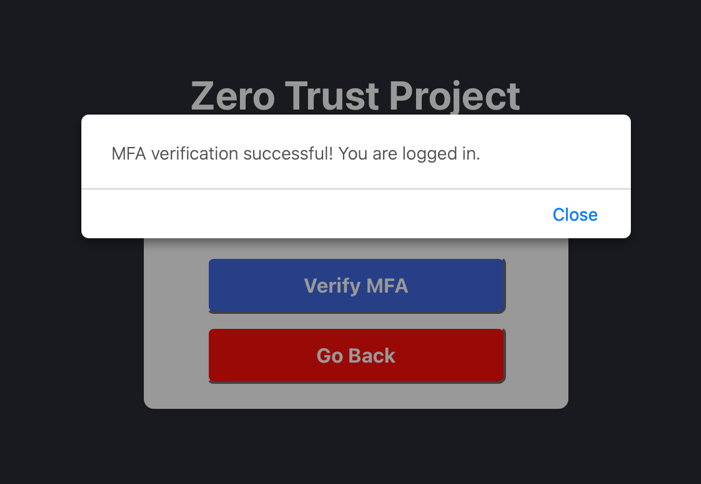 Zero Trust Project
MFA verification successful! You are logged in.
Close
Verify MFA
Go Back